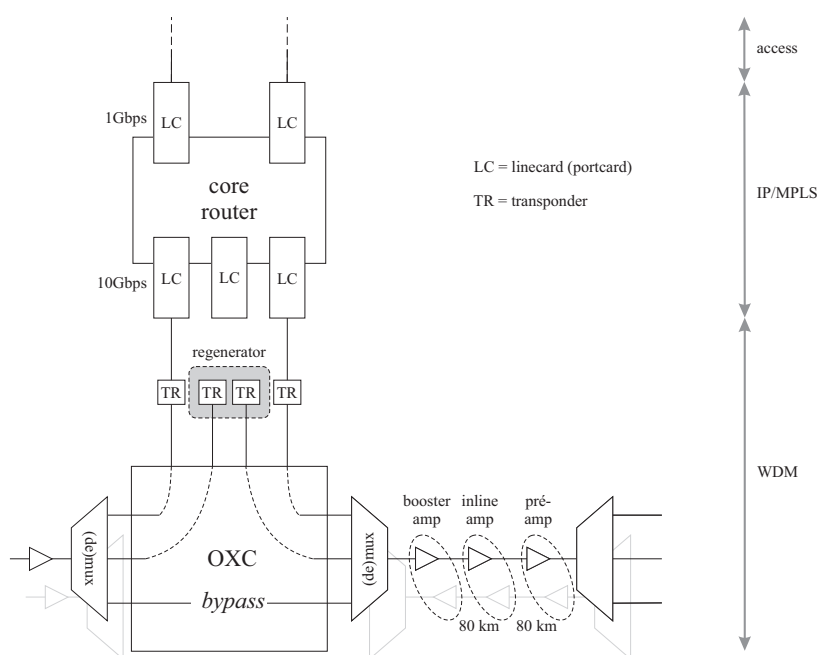 access
1Gbps
LC
LC
LC = linecard (portcard)
core
router
TR = transponder
IP/MPLS
10Gbps
LC
LC
LC
regenerator
TR
TR
TR
TR
WDM
booster
amp
inline
amp
pré-
amp
(de)mux
OXC
(de)mux
bypass
80 km
80 km